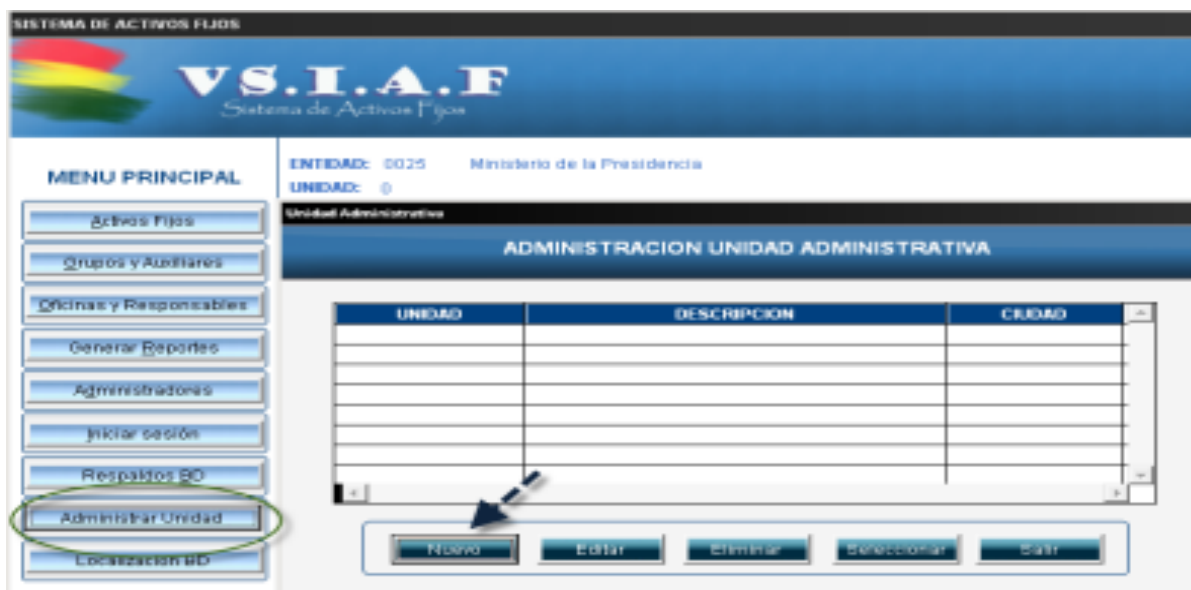 SISTEMA DE ACTIVOS FIJOS
VS.I.A.F
Sistema de Activos Fijos
MENU PRINCIPAL
Activos Fijos
Grupos y Auxiliares
Oficinas y Responsables
Generar Reportes
Administradores
Iniciar sesión
Respaldos BD
Administrar Unidad
Localización BD
ENTIDAD: 0025 Ministerio de la Presidencia
UNIDAD: 0
Unidad Administrativa
ADMINISTRACION UNIDAD ADMINISTRATIVA
UNIDAD DESCRIPCION CIUDAD
Nuevo Editar Eliminar Seleccionar Salir